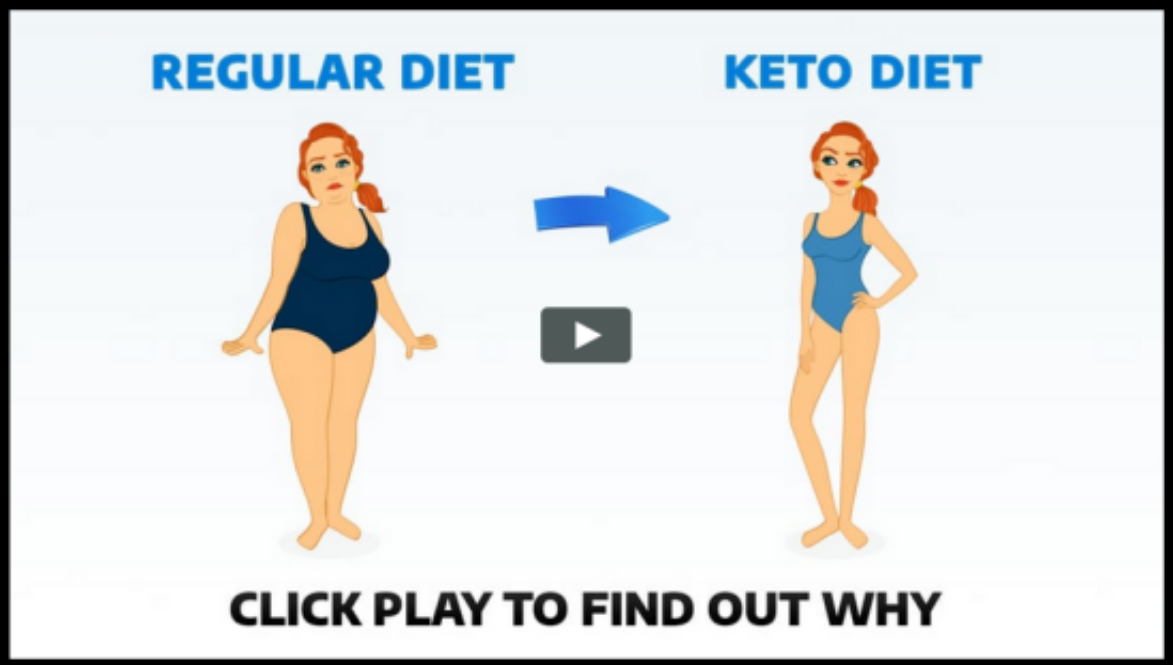 REGULAR DIET
KETO DIET
CLICK PLAY TO FIND OUT WHY